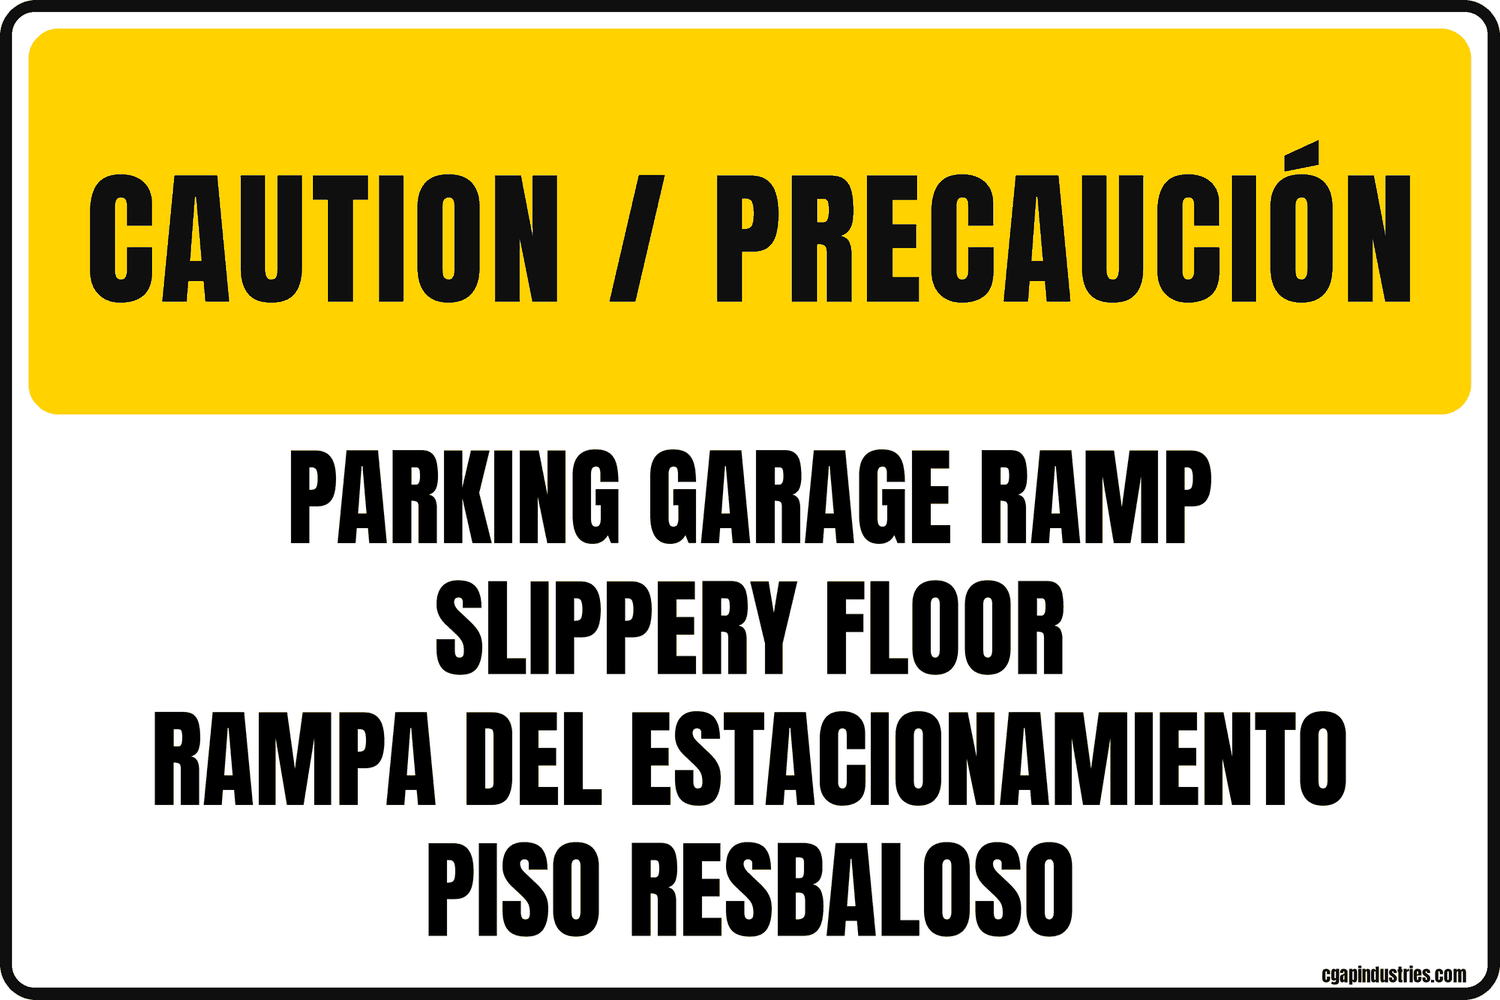 CAUTION / PRECAUCIÓN
PARKING GARAGE RAMP
SLIPPERY FLOOR
RAMPA DEL ESTACIONAMIENTO
PISO RESBALOSO
cgapindustries.com